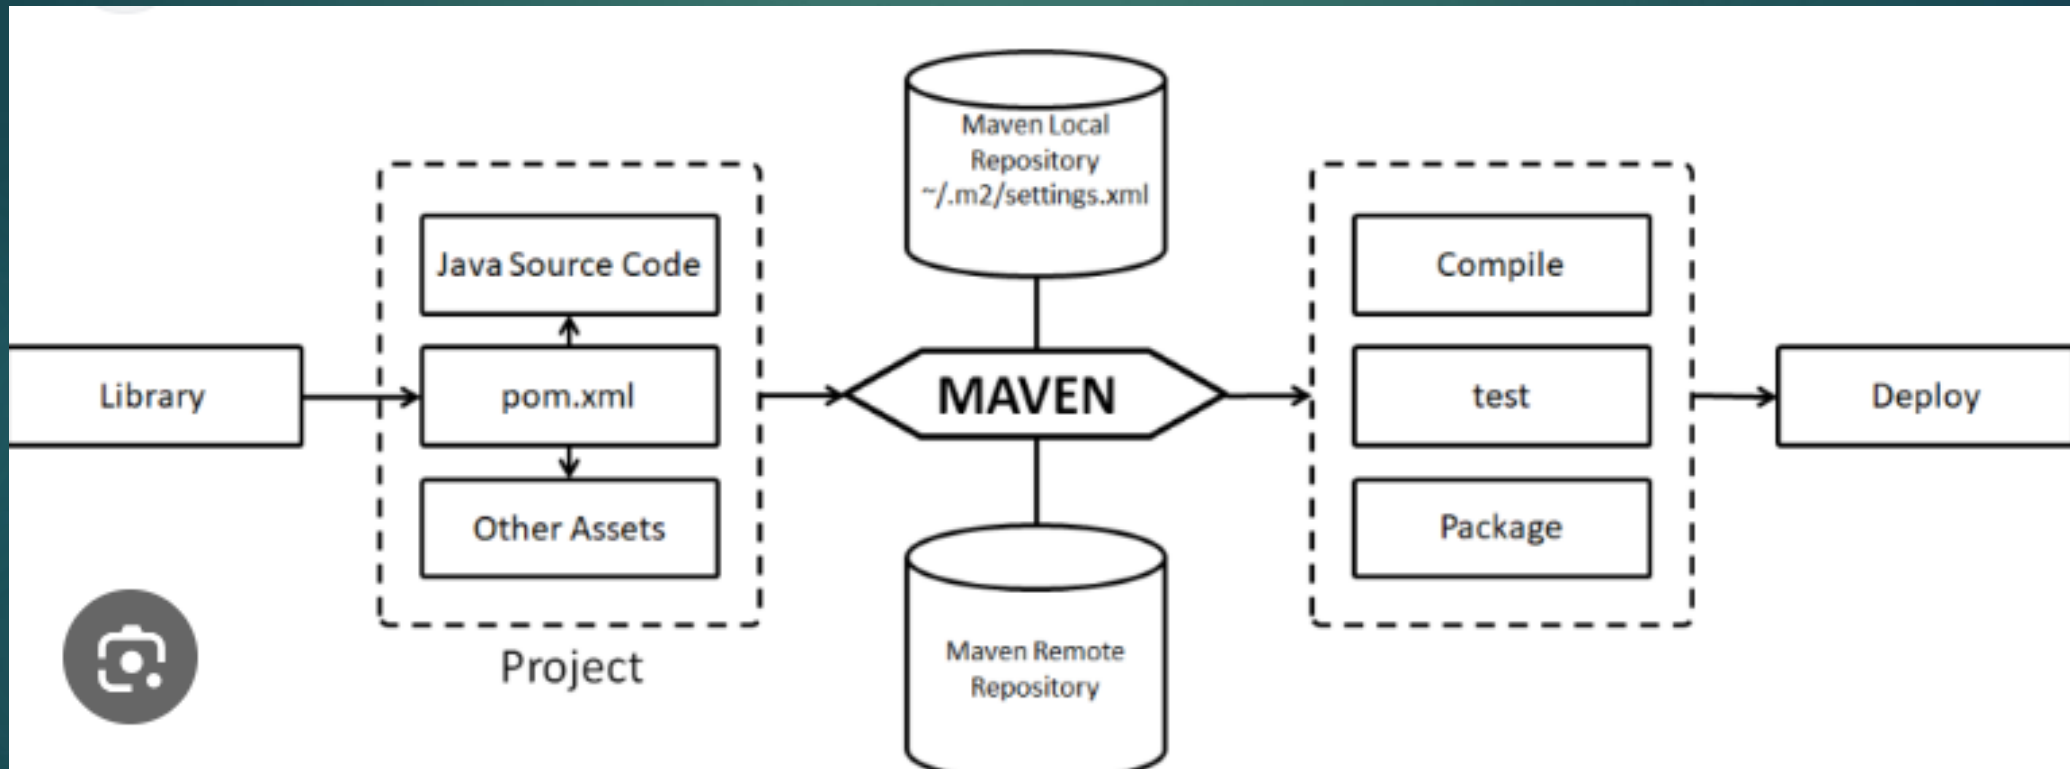 Library
Java Source Code
pom.xml
Other Assets
Project
Maven Local
Repository
~/.m2/settings.xml
MAVEN
Maven Remote
Repository
Compile
test
Package
Deploy